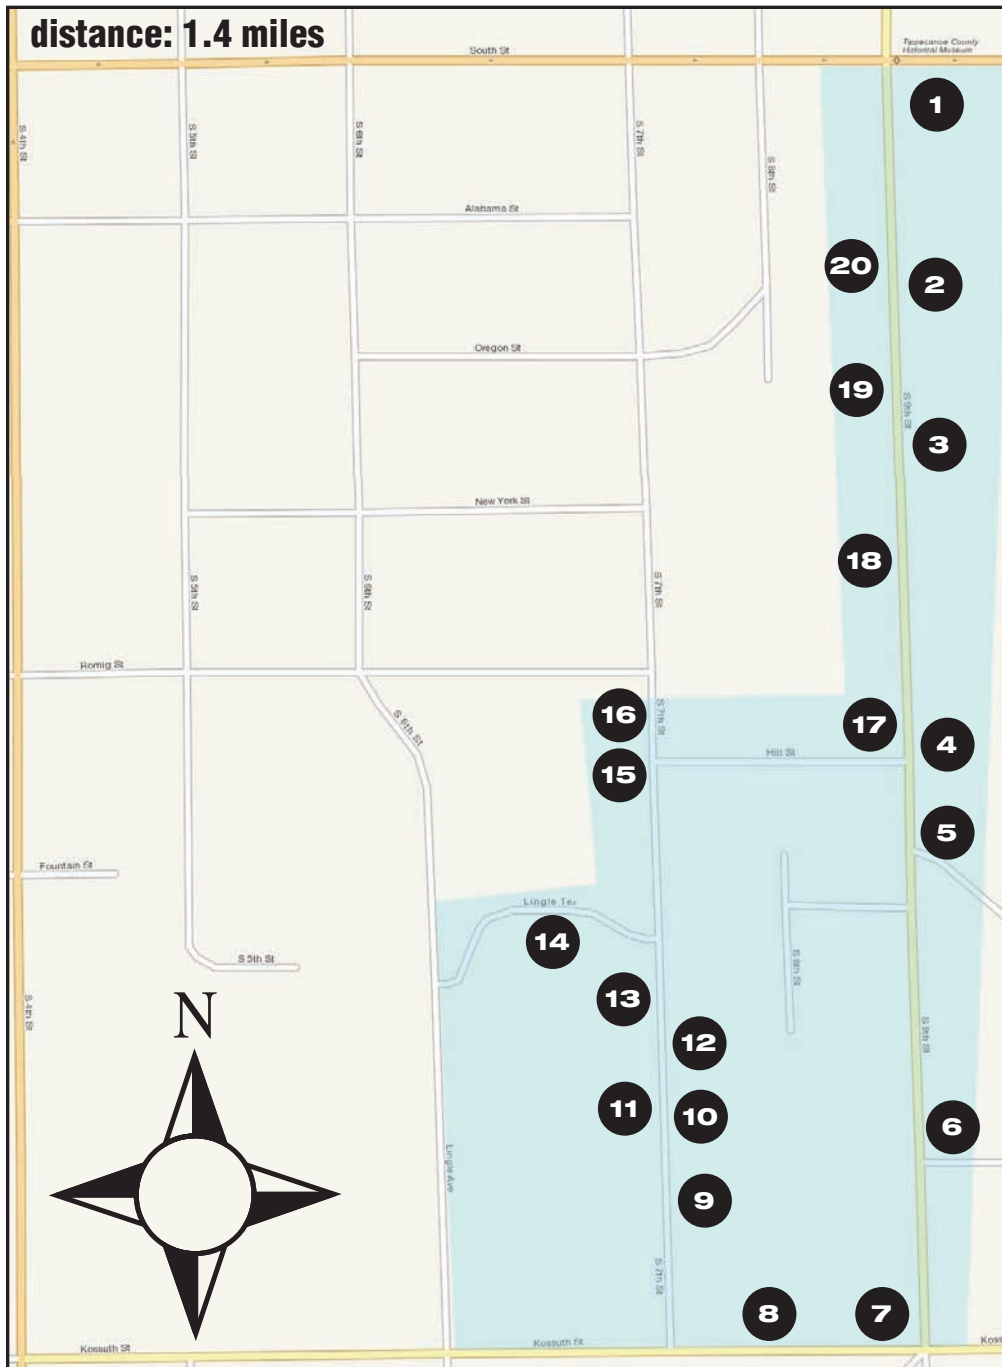 distance: 1.4 miles
South St
Tippecanoe County
Historical Museum
1
S 4th St
S 5th St
S 6th St
S 7th St
S 8th St
Alabama St
20
2
Oregon St
19
S 9th St
3
New York St
18
S 5th St
S 6th St
S 7th St
Romig St
16
S 7th St
S 6th St
17
4
Hitt St
15
5
Fountain St
Lingle Ter
14
S 5th St
S 8th St
13
S 4th St
N
S 9th St
12
11
10
6
Lingle Ave
9
S 7th St
8
7
Kossuth St
Kossuth St
Koss